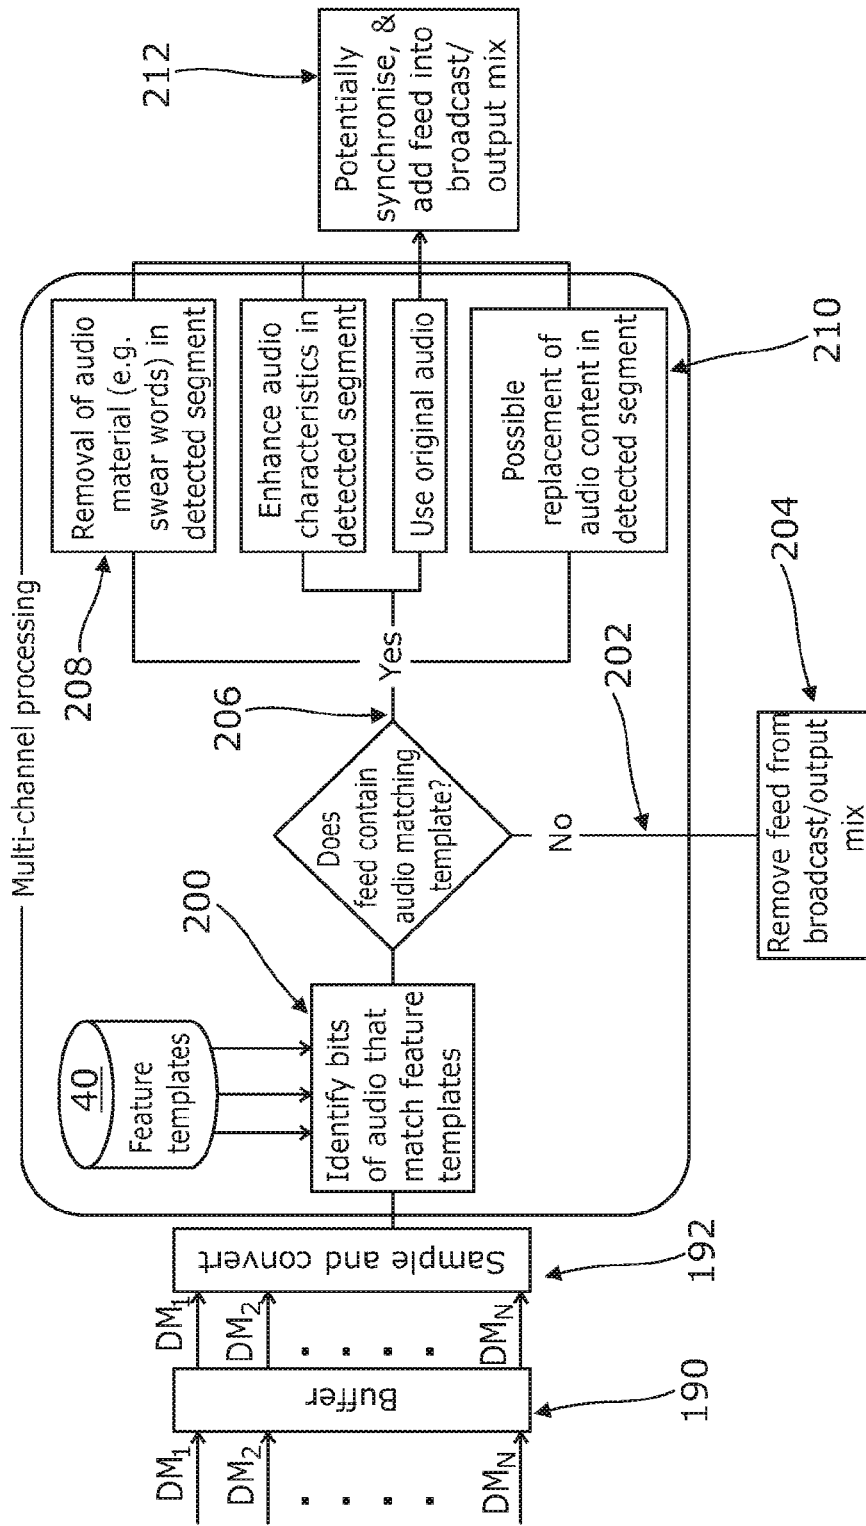 Multi-channel processing
DM1
DM2
. . . .
DMN
Buffer
190
DM1
DM2
. . . .
DMN
Sample and convert
192
40
Feature
templates
Identify bits
of audio that
match feature
templates
200
Does
feed contain
audio matching
template?
206
Yes
No
202
Remove feed from
broadcast/output
mix
204
Removal of audio
material (e.g.
swear words) in
detected segment
208
Enhance audio
characteristics in
detected segment
Use original audio
Possible
replacement of
audio content in
detected segment
210
Potentially
synchronise, &
add feed into
broadcast/
output mix
212